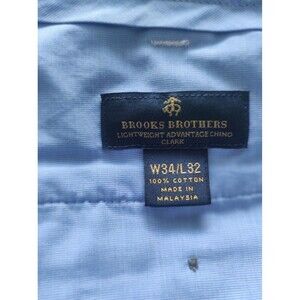 BROOKS BROTHERS
LIGHTWEIGHT ADVANTAGE CHINO
CLARK
W34/L32
100% COTTON
MADE IN
MALAYSIA